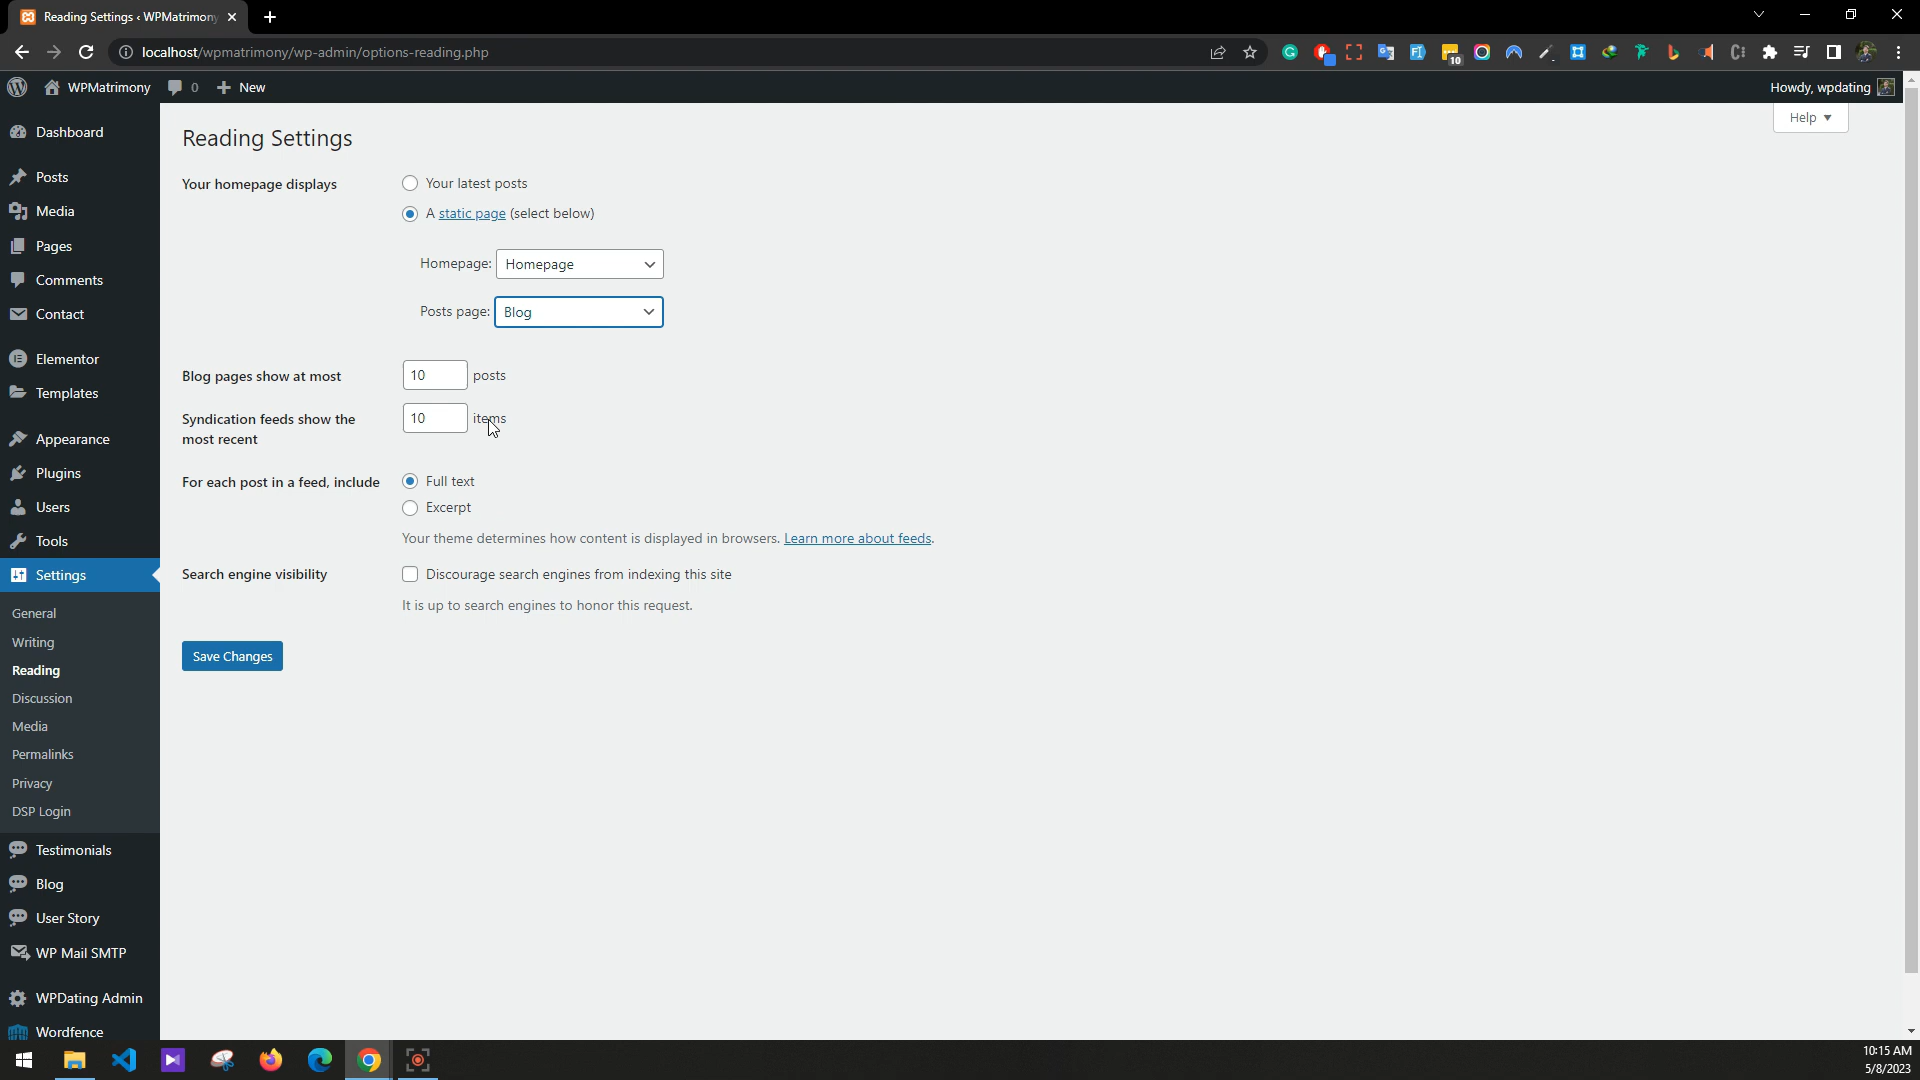 Reading Settings ‹ WPMatrimony
localhost/wpmatrimony/wp-admin/options-reading.php
10
WPMatrimony
0
New
Howdy, wpdating
Help
Dashboard
Posts
Media
Pages
Comments
Contact
Elementor
Templates
Appearance
Plugins
Users
Tools
Settings
General
Writing
Reading
Discussion
Media
Permalinks
Privacy
DSP Login
Testimonials
Blog
User Story
WP Mail SMTP
WPDating Admin
Wordfence
Reading Settings
Your homepage displays
Your latest posts
A static page (select below)
Homepage: Homepage
Posts page: Blog
Blog pages show at most
10 posts
Syndication feeds show the
most recent
10 items
For each post in a feed, include
Full text
Excerpt
Your theme determines how content is displayed in browsers. Learn more about feeds.
Search engine visibility
Discourage search engines from indexing this site
It is up to search engines to honor this request.
Save Changes
10:15 AM
5/8/2023